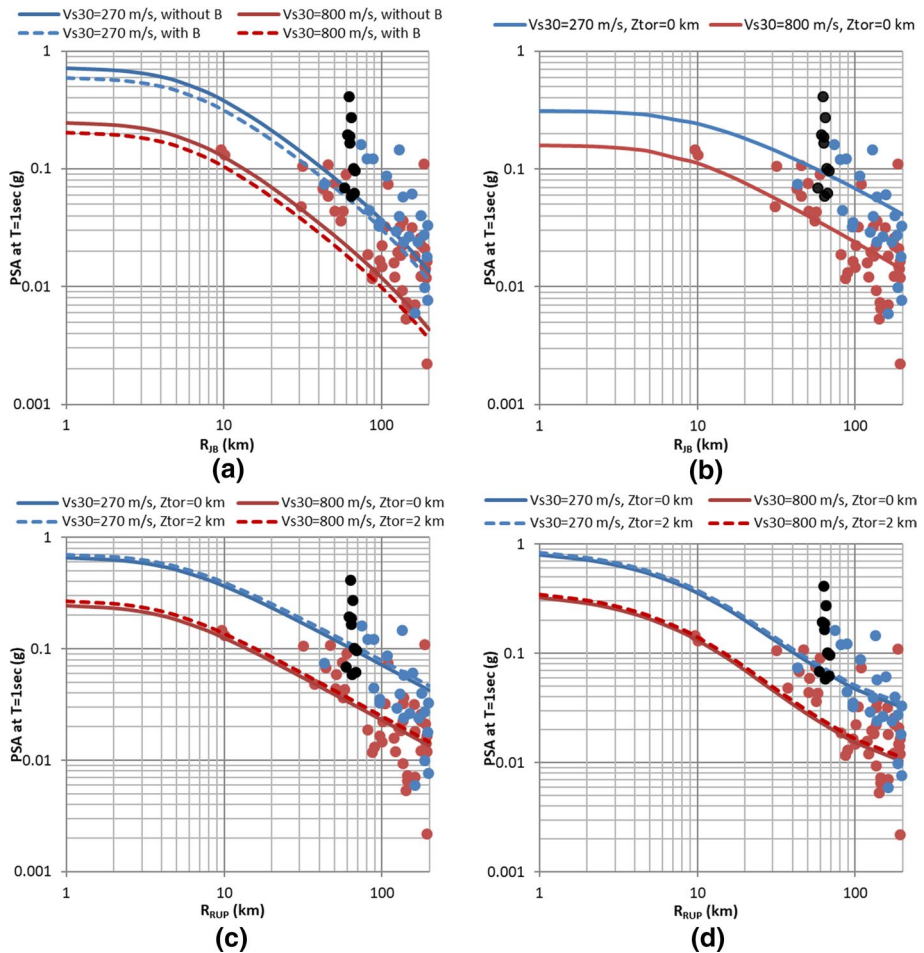 Vs30=270 m/s, without B Vs30=800 m/s, without B
Vs30=270 m/s, with B Vs30=800 m/s, with B
1
0.1
0.01
0.001
PSA at T=1sec (g)
1 10 100
R_JB (km)
(a)
Vs30=270 m/s, Ztor=0 km Vs30=800 m/s, Ztor=0 km
1
0.1
0.01
0.001
PSA at T=1sec (g)
1 10 100
R_JB (km)
(b)
Vs30=270 m/s, Ztor=0 km Vs30=800 m/s, Ztor=0 km
Vs30=270 m/s, Ztor=2 km Vs30=800 m/s, Ztor=2 km
1
0.1
0.01
0.001
PSA at T=1sec (g)
1 10 100
R_RUP (km)
(c)
Vs30=270 m/s, Ztor=0 km Vs30=800 m/s, Ztor=0 km
Vs30=270 m/s, Ztor=2 km Vs30=800 m/s, Ztor=2 km
1
0.1
0.01
0.001
PSA at T=1sec (g)
1 10 100
R_RUP (km)
(d)